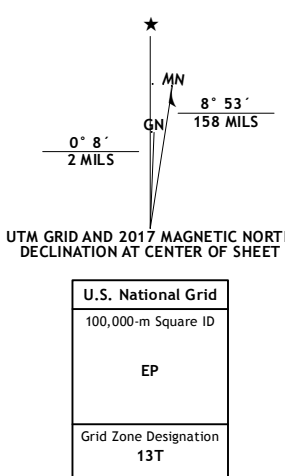 ★
MN
8° 53´
158 MILS
GN
0° 8´
2 MILS
UTM GRID AND 2017 MAGNETIC NORT
DECLINATION AT CENTER OF SHEET
U.S. National Grid
100,000-m Square ID
EP
Grid Zone Designation
13T